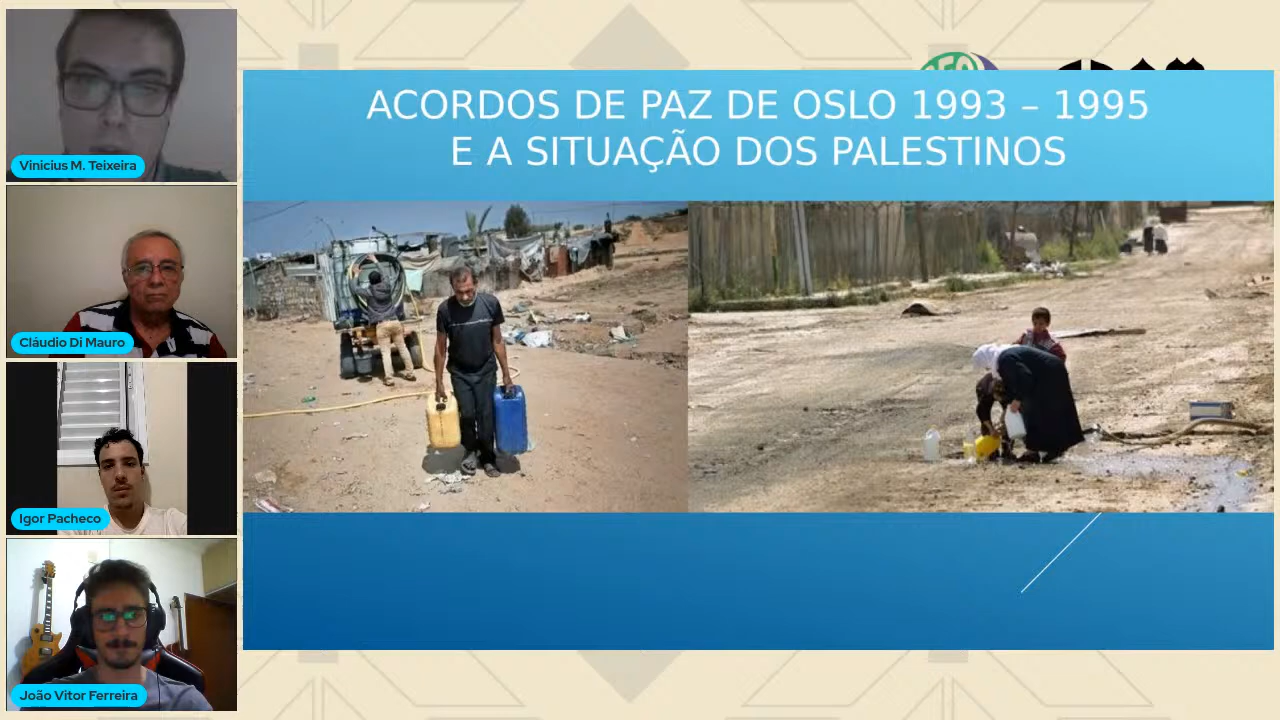 ACORDOS DE PAZ DE OSLO 1993 – 1995
E A SITUAÇÃO DOS PALESTINOS
Vinicius M. Teixeira
Cláudio Di Mauro
Igor Pacheco
João Vitor Ferreira